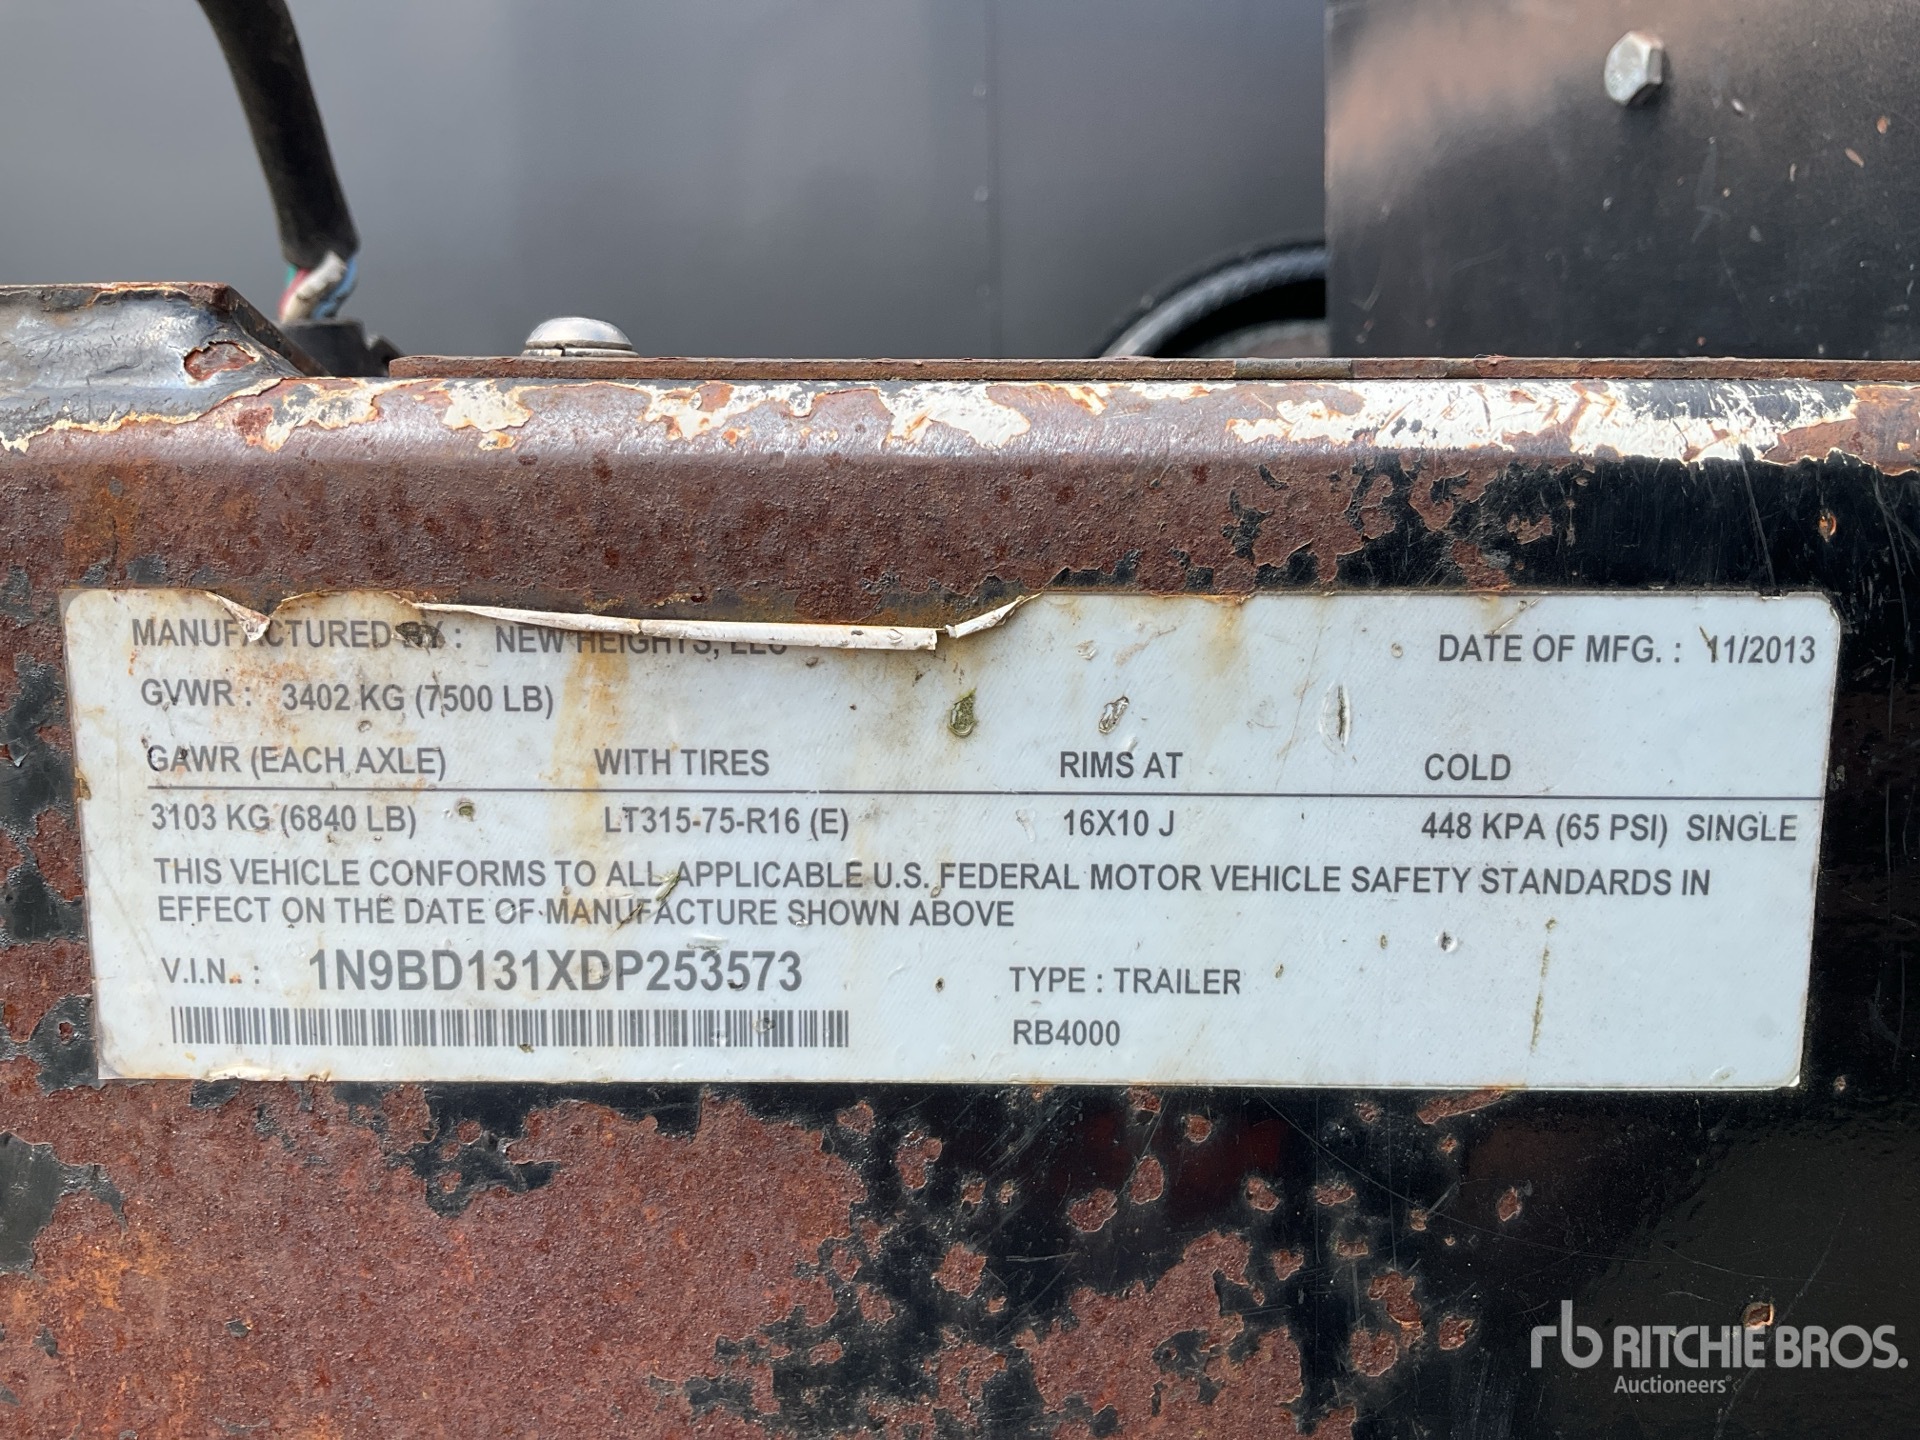 MANUFACTURED BY : NEW HEIGHTS, LLC DATE OF MFG. : 11/2013
GVWR : 3402 KG (7500 LB)
GAWR (EACH AXLE) WITH TIRES RIMS AT COLD
3103 KG (6840 LB) LT315-75-R16 (E) 16X10 J 448 KPA (65 PSI) SINGLE
THIS VEHICLE CONFORMS TO ALL APPLICABLE U.S. FEDERAL MOTOR VEHICLE SAFETY STANDARDS IN
EFFECT ON THE DATE OF MANUFACTURE SHOWN ABOVE
V.I.N. : 1N9BD131XDP253573 TYPE : TRAILER
RB4000
rb RITCHIE BROS.
Auctioneers